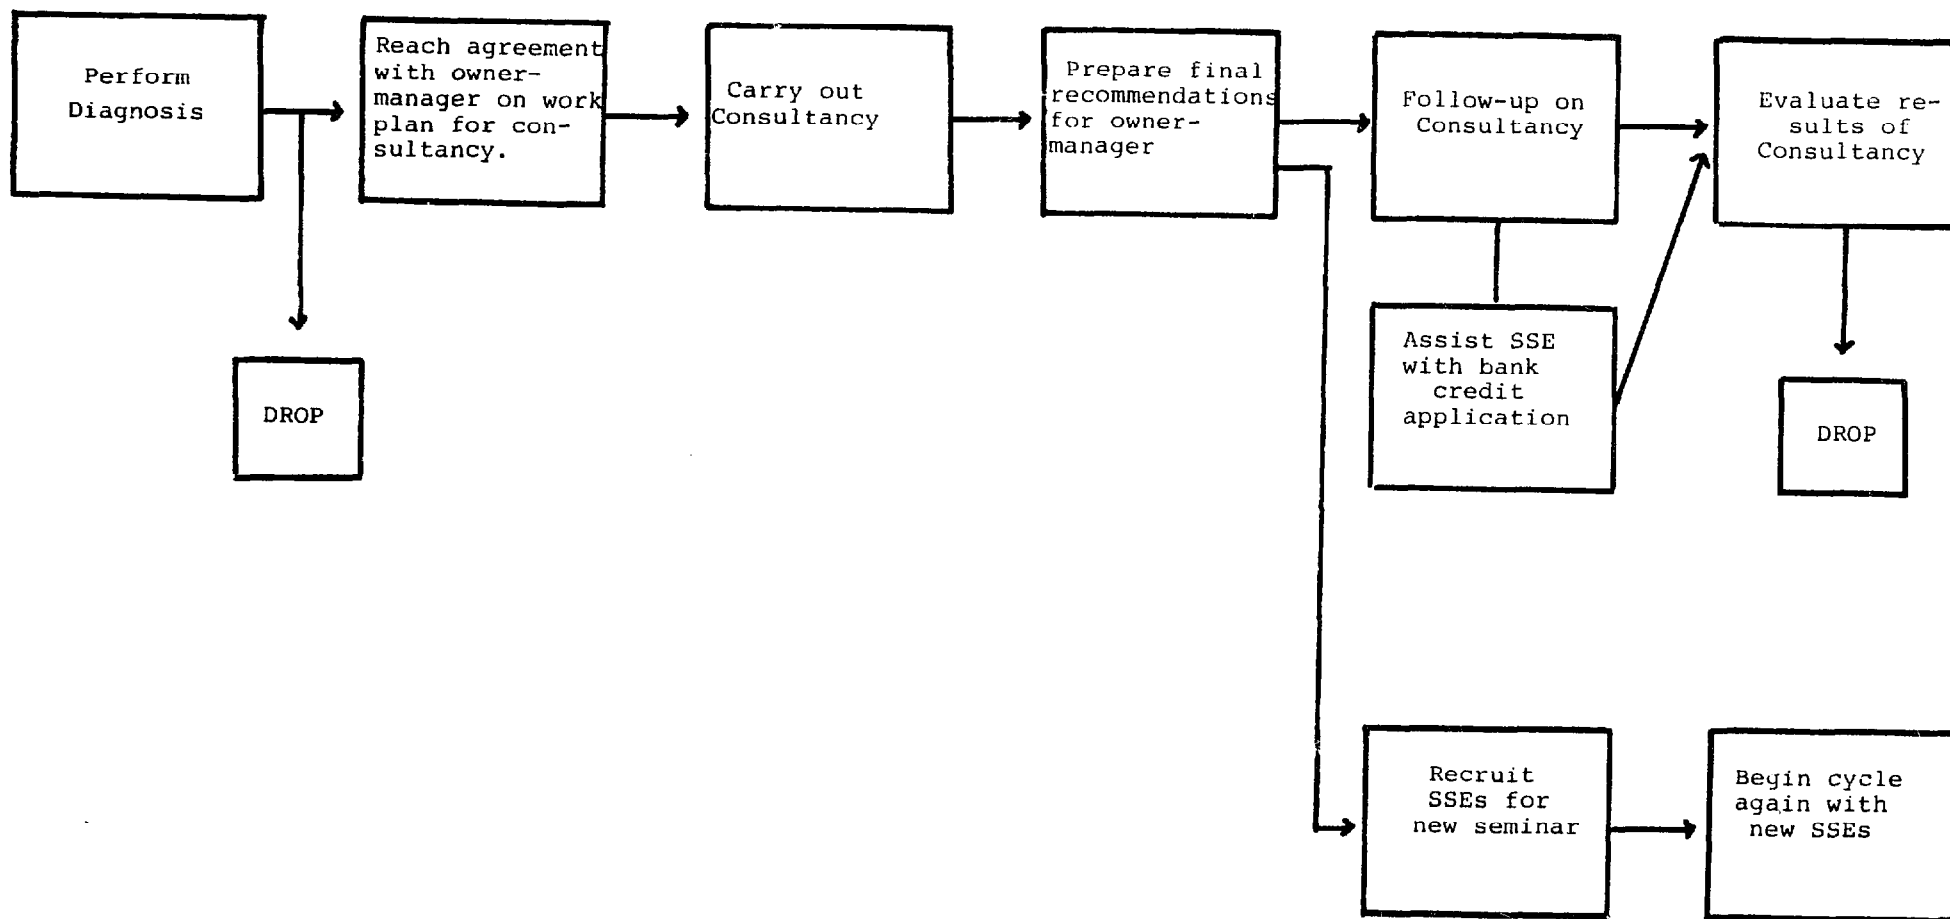 Perform
Diagnosis
Reach agreement
with owner-
manager on work
plan for con-
sultancy.
Carry out
Consultancy
Prepare final
recommendations
for owner-
manager
Follow-up on
Consultancy
Evaluate re-
sults of
Consultancy
DROP
Assist SSE
with bank
credit
application
DROP
Recruit
SSEs for
new seminar
Begin cycle
again with
new SSEs